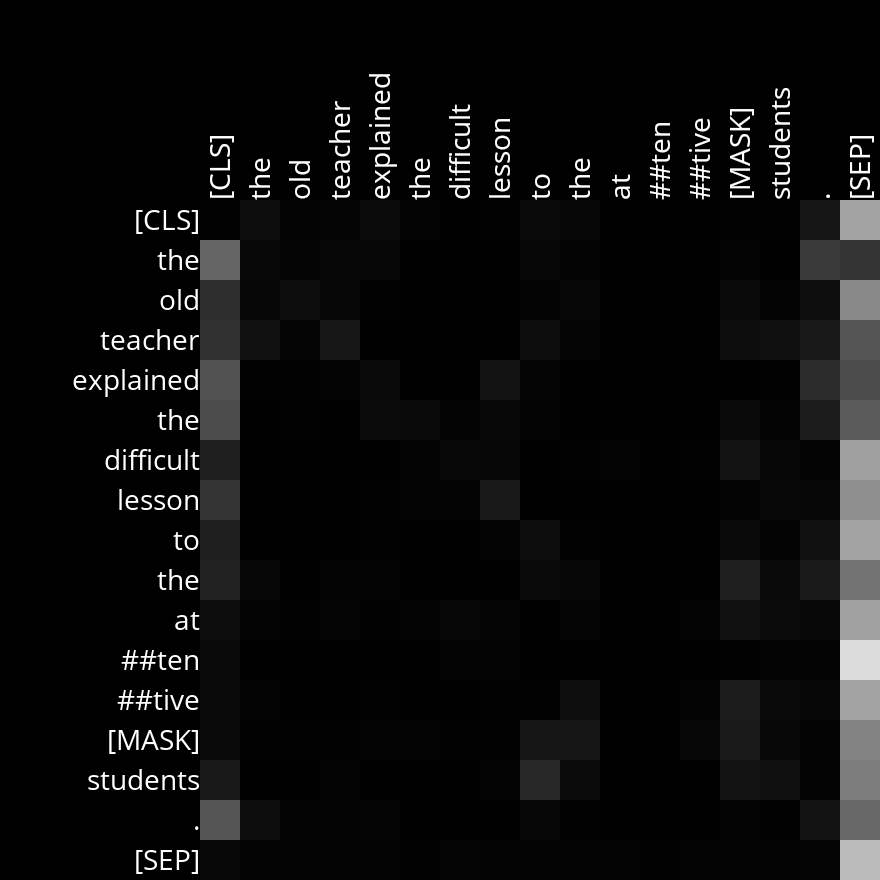 [CLS] the old teacher explained the difficult lesson to the at ##ten ##tive [MASK] students . [SEP]
[CLS]
the
old
teacher
explained
the
difficult
lesson
to
the
at
##ten
##tive
[MASK]
students
.
[SEP]